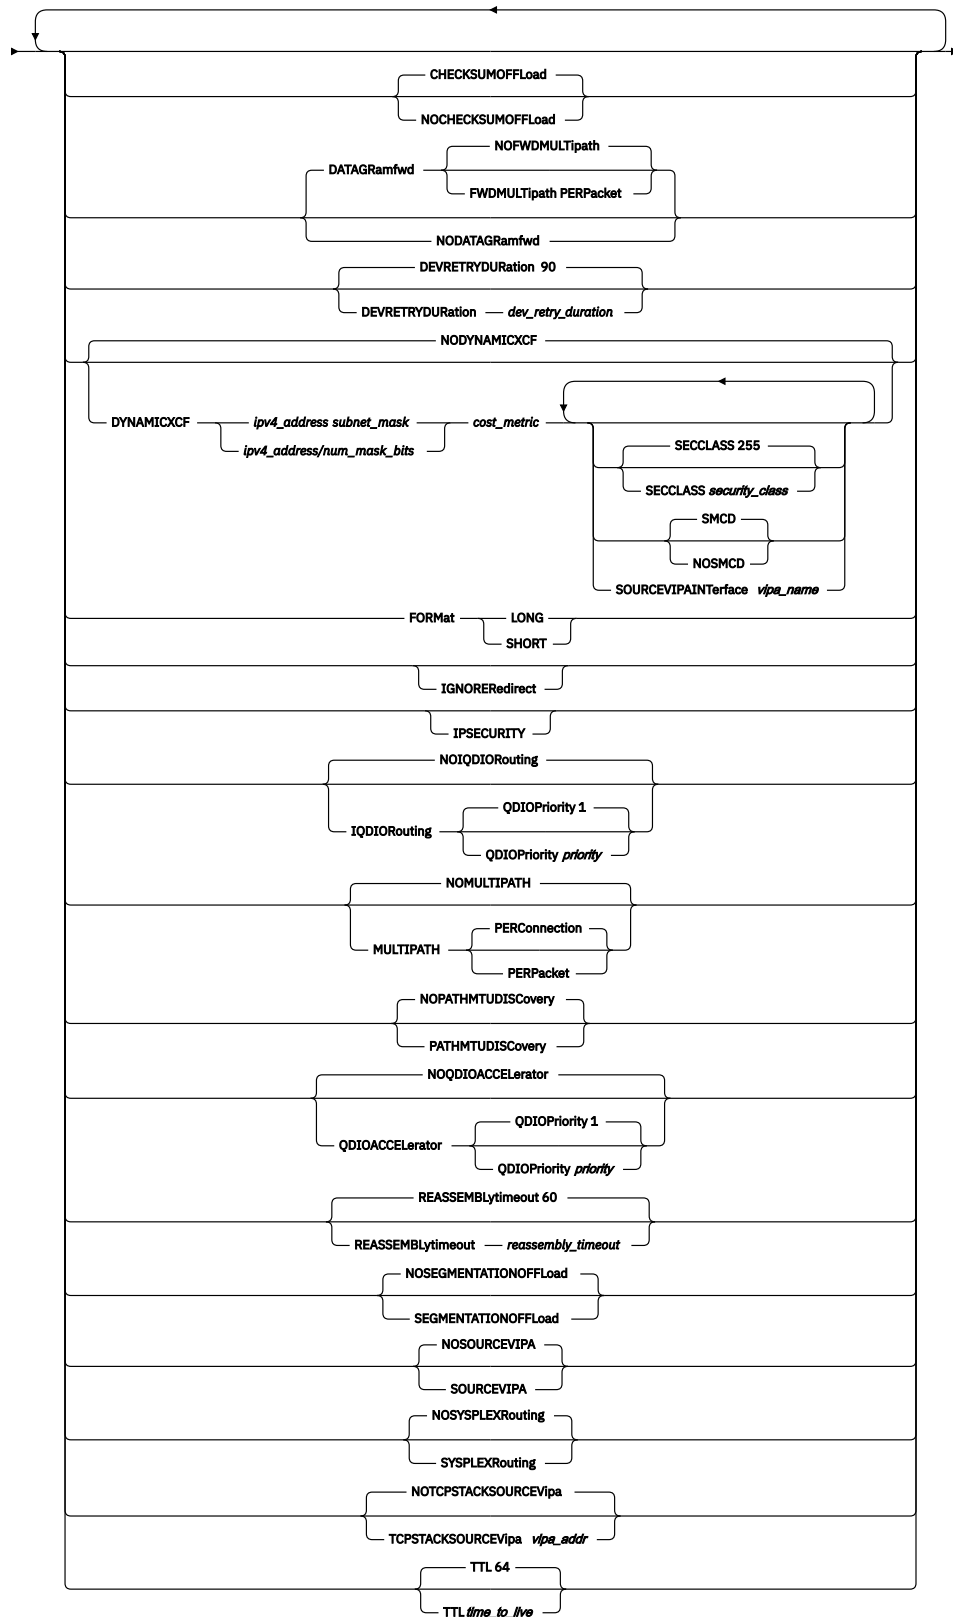 CHECKSUMOFFLoad
NOCHECKSUMOFFLoad
NOFWDMULTipath
DATAGRamfwd
FWDMULTipath PERPacket
NODATAGRamfwd
DEVRETRYDURation 90
DEVRETRYDURation dev_retry_duration
NODYNAMICXCF
DYNAMICXCF ipv4_address subnet_mask cost_metric
ipv4_address/num_mask_bits
SECCLASS 255
SECCLASS security_class
SMCD
NOSMCD
SOURCEVIPAINTerface vipa_name
FORMat LONG
SHORT
IGNORERedirect
IPSECURITY
NOIQDIORouting
QDIOPriority 1
IQDIORouting
QDIOPriority priority
NOMULTIPATH
PERConnection
MULTIPATH
PERPacket
NOPATHMTUDISCovery
PATHMTUDISCovery
NOQDIOACCELerator
QDIOPriority 1
QDIOACCELerator
QDIOPriority priority
REASSEMBLytimeout 60
REASSEMBLytimeout reassembly_timeout
NOSEGMENTATIONOFFLoad
SEGMENTATIONOFFLoad
NOSOURCEVIPA
SOURCEVIPA
NOSYSPLEXRouting
SYSPLEXRouting
NOTCPSTACKSOURCEVipa
TCPSTACKSOURCEVipa vipa_addr
TTL 64
TTL time_to_live